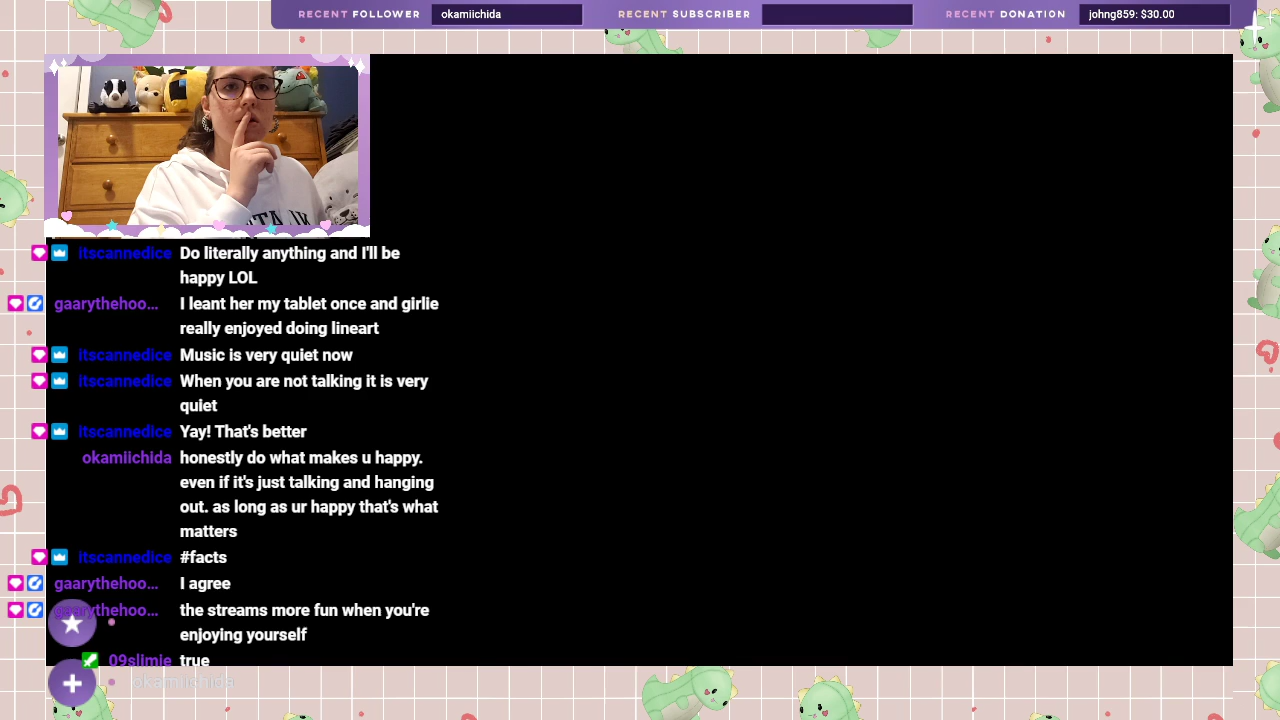 RECENT FOLLOWER okamiichida RECENT SUBSCRIBER RECENT DONATION johng859: $30.00
itscannedice Do literally anything and I'll be
happy LOL
gaarythehoo... I leant her my tablet once and girlie
really enjoyed doing lineart
itscannedice Music is very quiet now
itscannedice When you are not talking it is very
quiet
itscannedice Yay! That's better
okamiichida honestly do what makes u happy.
even if it's just talking and hanging
out. as long as ur happy that's what
matters
itscannedice #facts
gaarythehoo... I agree
gaarythehoo... the streams more fun when you're
enjoying yourself
09slimie true
okamiichida